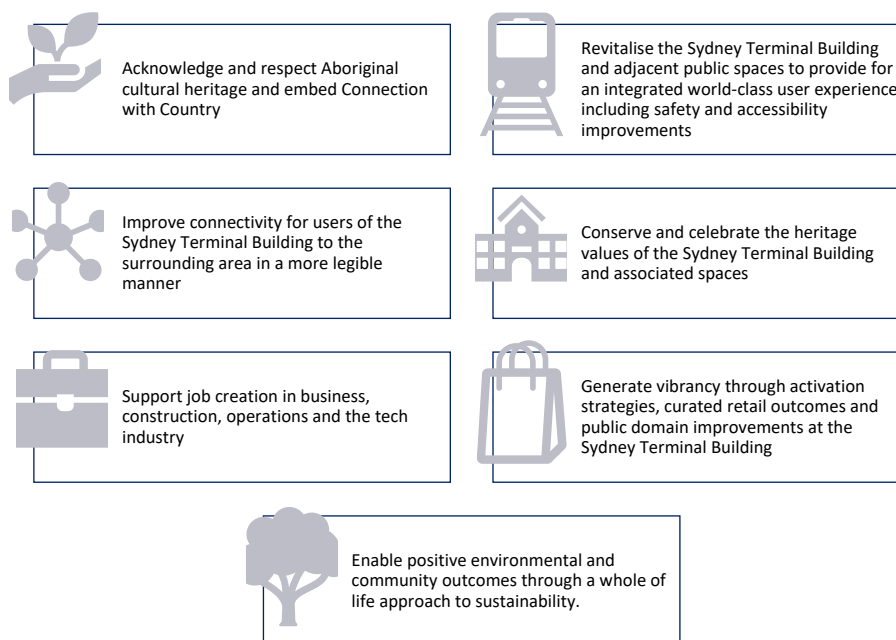 Acknowledge and respect Aboriginal
cultural heritage and embed Connection
with Country
Revitalise the Sydney Terminal Building
and adjacent public spaces to provide for
an integrated world-class user experience
including safety and accessibility
improvements
Improve connectivity for users of the
Sydney Terminal Building to the
surrounding area in a more legible
manner
Conserve and celebrate the heritage
values of the Sydney Terminal Building
and associated spaces
Support job creation in business,
construction, operations and the tech
industry
Generate vibrancy through activation
strategies, curated retail outcomes and
public domain improvements at the
Sydney Terminal Building
Enable positive environmental and
community outcomes through a whole of
life approach to sustainability.